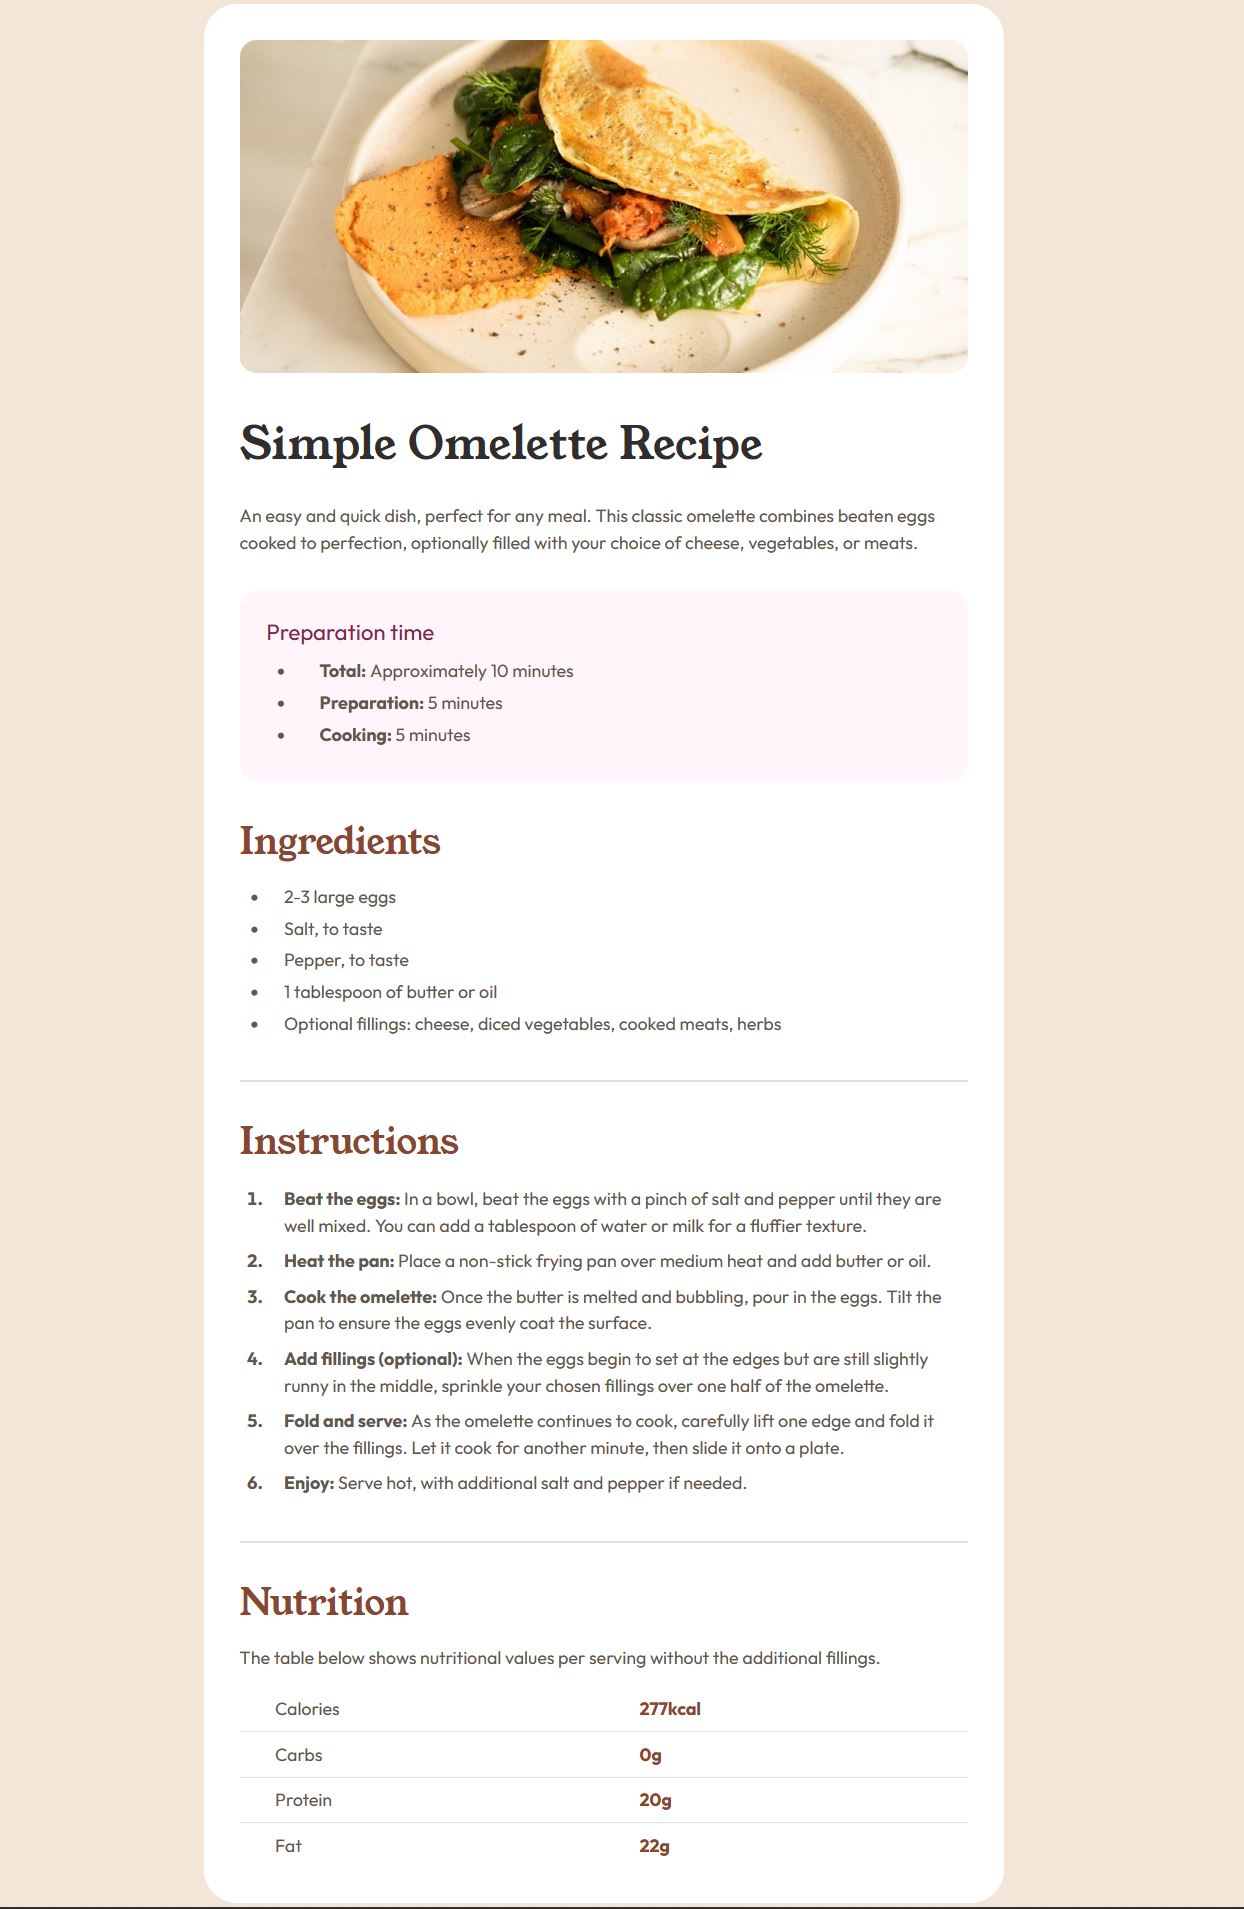 Simple Omelette Recipe
An easy and quick dish, perfect for any meal. This classic omelette combines beaten eggs
cooked to perfection, optionally filled with your choice of cheese, vegetables, or meats.
Preparation time
• Total: Approximately 10 minutes
• Preparation: 5 minutes
• Cooking: 5 minutes
Ingredients
• 2-3 large eggs
• Salt, to taste
• Pepper, to taste
• 1 tablespoon of butter or oil
• Optional fillings: cheese, diced vegetables, cooked meats, herbs
Instructions
1. Beat the eggs: In a bowl, beat the eggs with a pinch of salt and pepper until they are
well mixed. You can add a tablespoon of water or milk for a fluffier texture.
2. Heat the pan: Place a non-stick frying pan over medium heat and add butter or oil.
3. Cook the omelette: Once the butter is melted and bubbling, pour in the eggs. Tilt the
pan to ensure the eggs evenly coat the surface.
4. Add fillings (optional): When the eggs begin to set at the edges but are still slightly
runny in the middle, sprinkle your chosen fillings over one half of the omelette.
5. Fold and serve: As the omelette continues to cook, carefully lift one edge and fold it
over the fillings. Let it cook for another minute, then slide it onto a plate.
6. Enjoy: Serve hot, with additional salt and pepper if needed.
Nutrition
The table below shows nutritional values per serving without the additional fillings.
Calories 277kcal
Carbs 0g
Protein 20g
Fat 22g